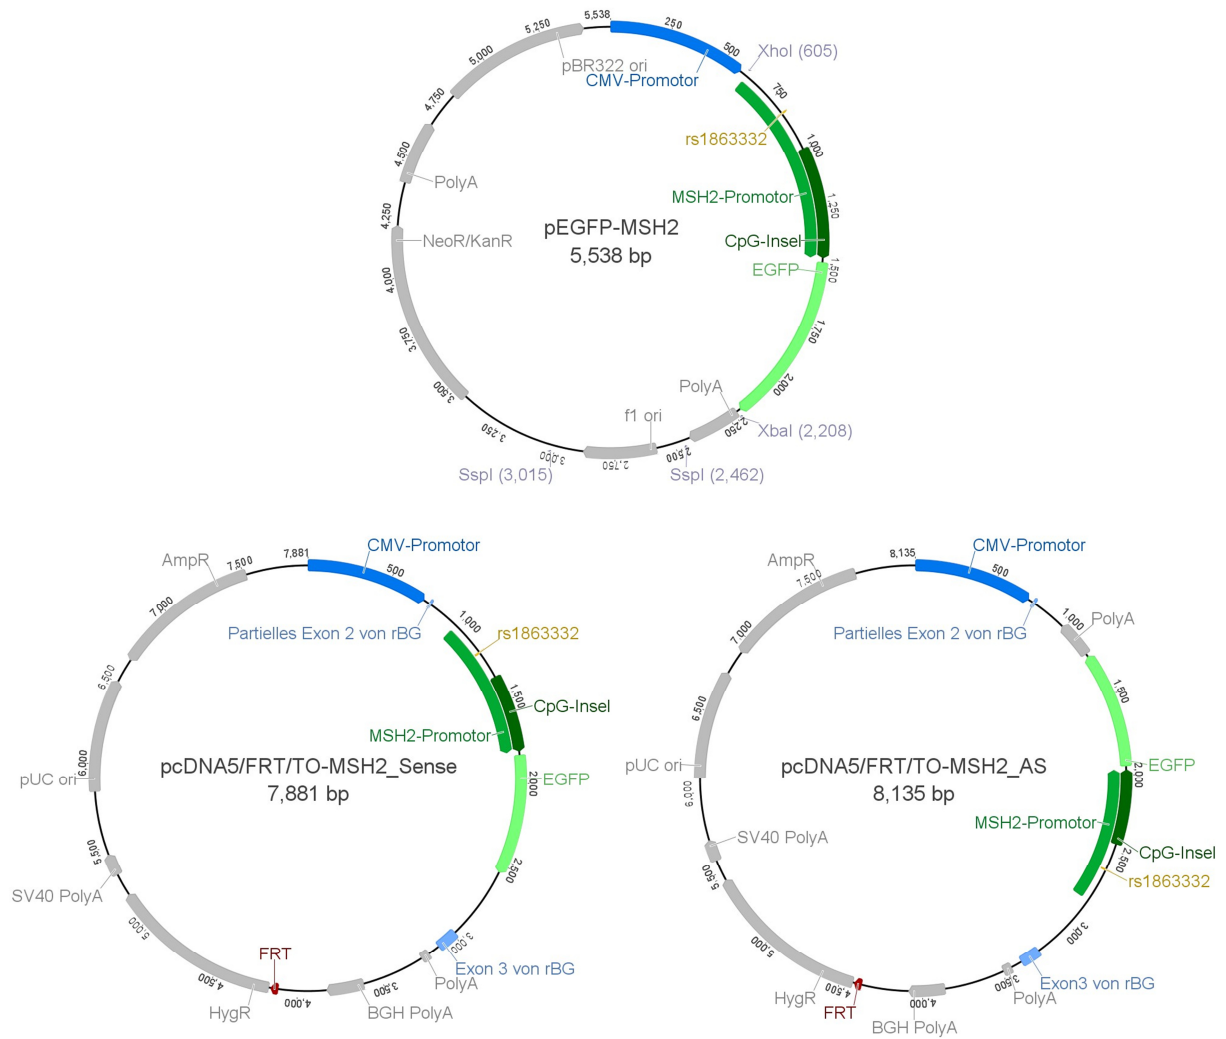 5,538
250
500
XhoI (605)
5,250
5,000
pBR322 ori
CMV-Promotor
750
4,750
rs1863332
1,000
4,500
PolyA
MSH2-Promotor
1,250
4,250
pEGFP-MSH2
5,538 bp
NeoR/KanR
CpG-Insel
EGFP
1,500
4,000
1,750
3,750
2,000
PolyA
3,500
f1 ori
2,250
XbaI (2,208)
3,250
3,000
2,750
2,500
SspI (3,015)
SspI (2,462)
AmpR
7,500
7,881
CMV-Promotor
500
7,000
Partielles Exon 2 von rBG
1,000
rs1863332
6,500
1,500
CpG-Insel
MSH2-Promotor
pcDNA5/FRT/TO-MSH2_Sense
7,881 bp
6,000
pUC ori
2,000
EGFP
5,500
2,500
SV40 PolyA
5,000
3,000
FRT
Exon 3 von rBG
4,500
PolyA
3,500
HygR
4,000
BGH PolyA
AmpR
7,500
8,135
CMV-Promotor
500
7,000
Partielles Exon 2 von rBG
1,000
PolyA
6,500
1,500
pUC ori
pcDNA5/FRT/TO-MSH2_AS
8,135 bp
EGFP
2,000
6,000
MSH2-Promotor
SV40 PolyA
CpG-Insel
2,500
5,500
rs1863332
5,000
3,000
Exon3 von rBG
HygR
4,500
3,500
PolyA
FRT
4,000
BGH PolyA